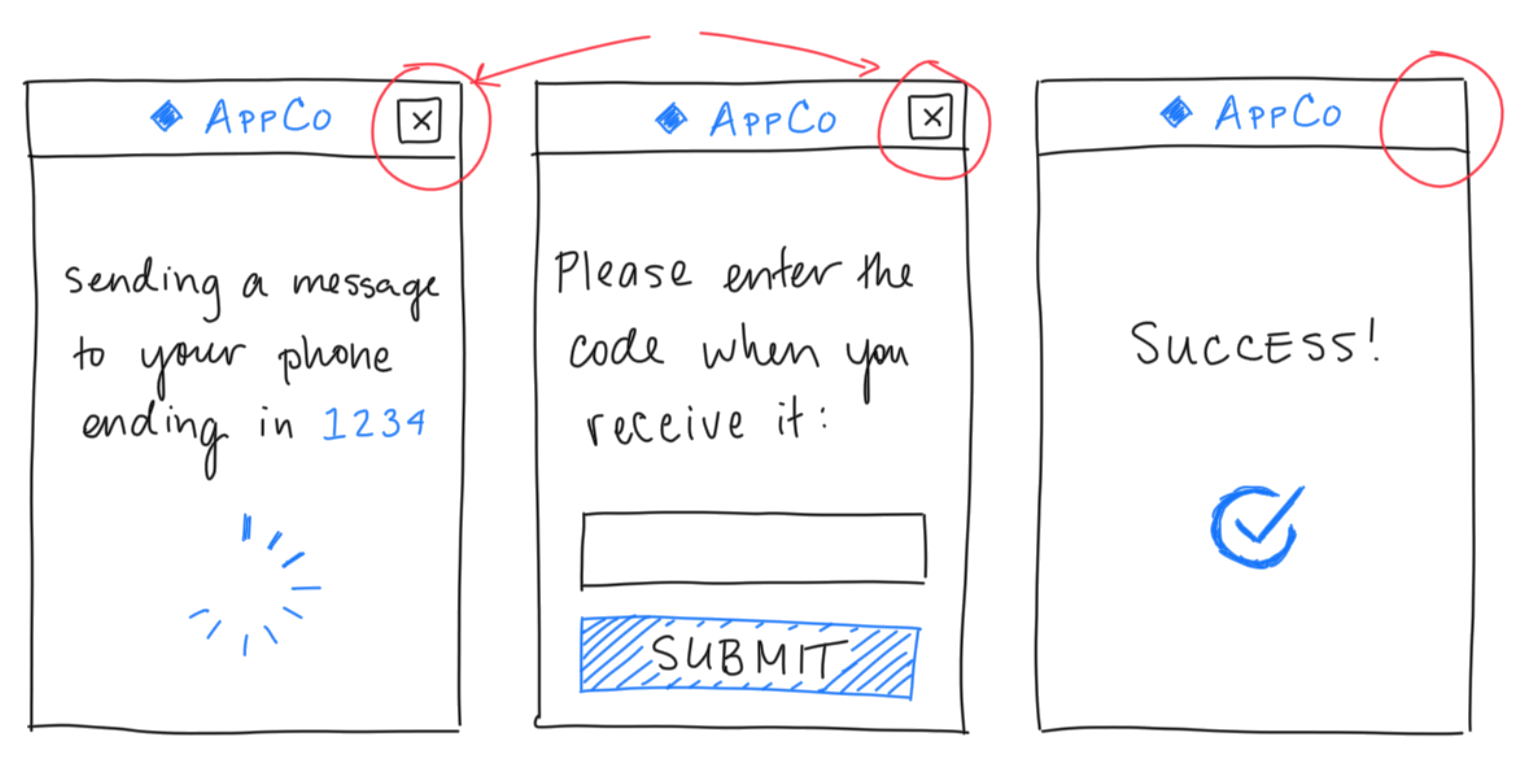 AppCo
sending a message
to your phone
ending in 1234
AppCo
Please enter the
code when you
receive it:
SUBMIT
AppCo
SUCCESS!